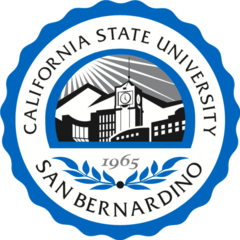 CALIFORNIA STATE UNIVERSITY
1965
SAN BERNARDINO